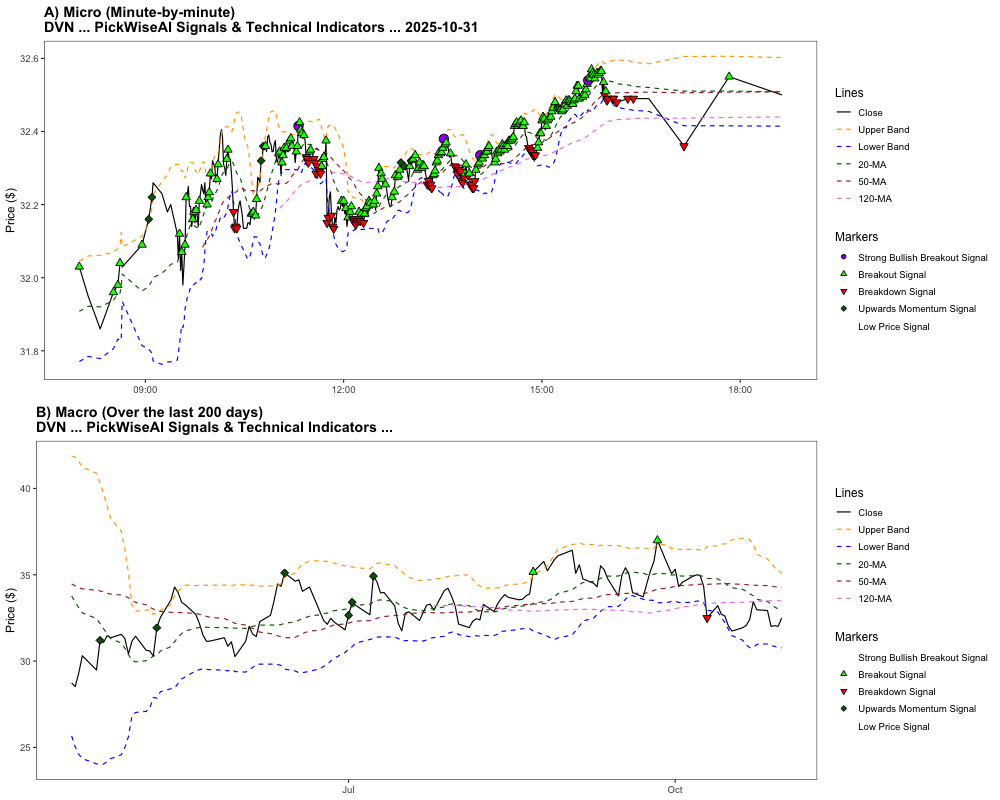 A) Micro (Minute-by-minute)
DVN ... PickWiseAI Signals & Technical Indicators ... 2025-10-31
Price ($)
32.6
32.4
32.2
32.0
31.8
09:00
12:00
15:00
18:00
Lines
Close
Upper Band
Lower Band
20-MA
50-MA
120-MA
Markers
Strong Bullish Breakout Signal
Breakout Signal
Breakdown Signal
Upwards Momentum Signal
Low Price Signal
B) Macro (Over the last 200 days)
DVN ... PickWiseAI Signals & Technical Indicators ...
Price ($)
40
35
30
25
Jul
Oct
Lines
Close
Upper Band
Lower Band
20-MA
50-MA
120-MA
Markers
Strong Bullish Breakout Signal
Breakout Signal
Breakdown Signal
Upwards Momentum Signal
Low Price Signal